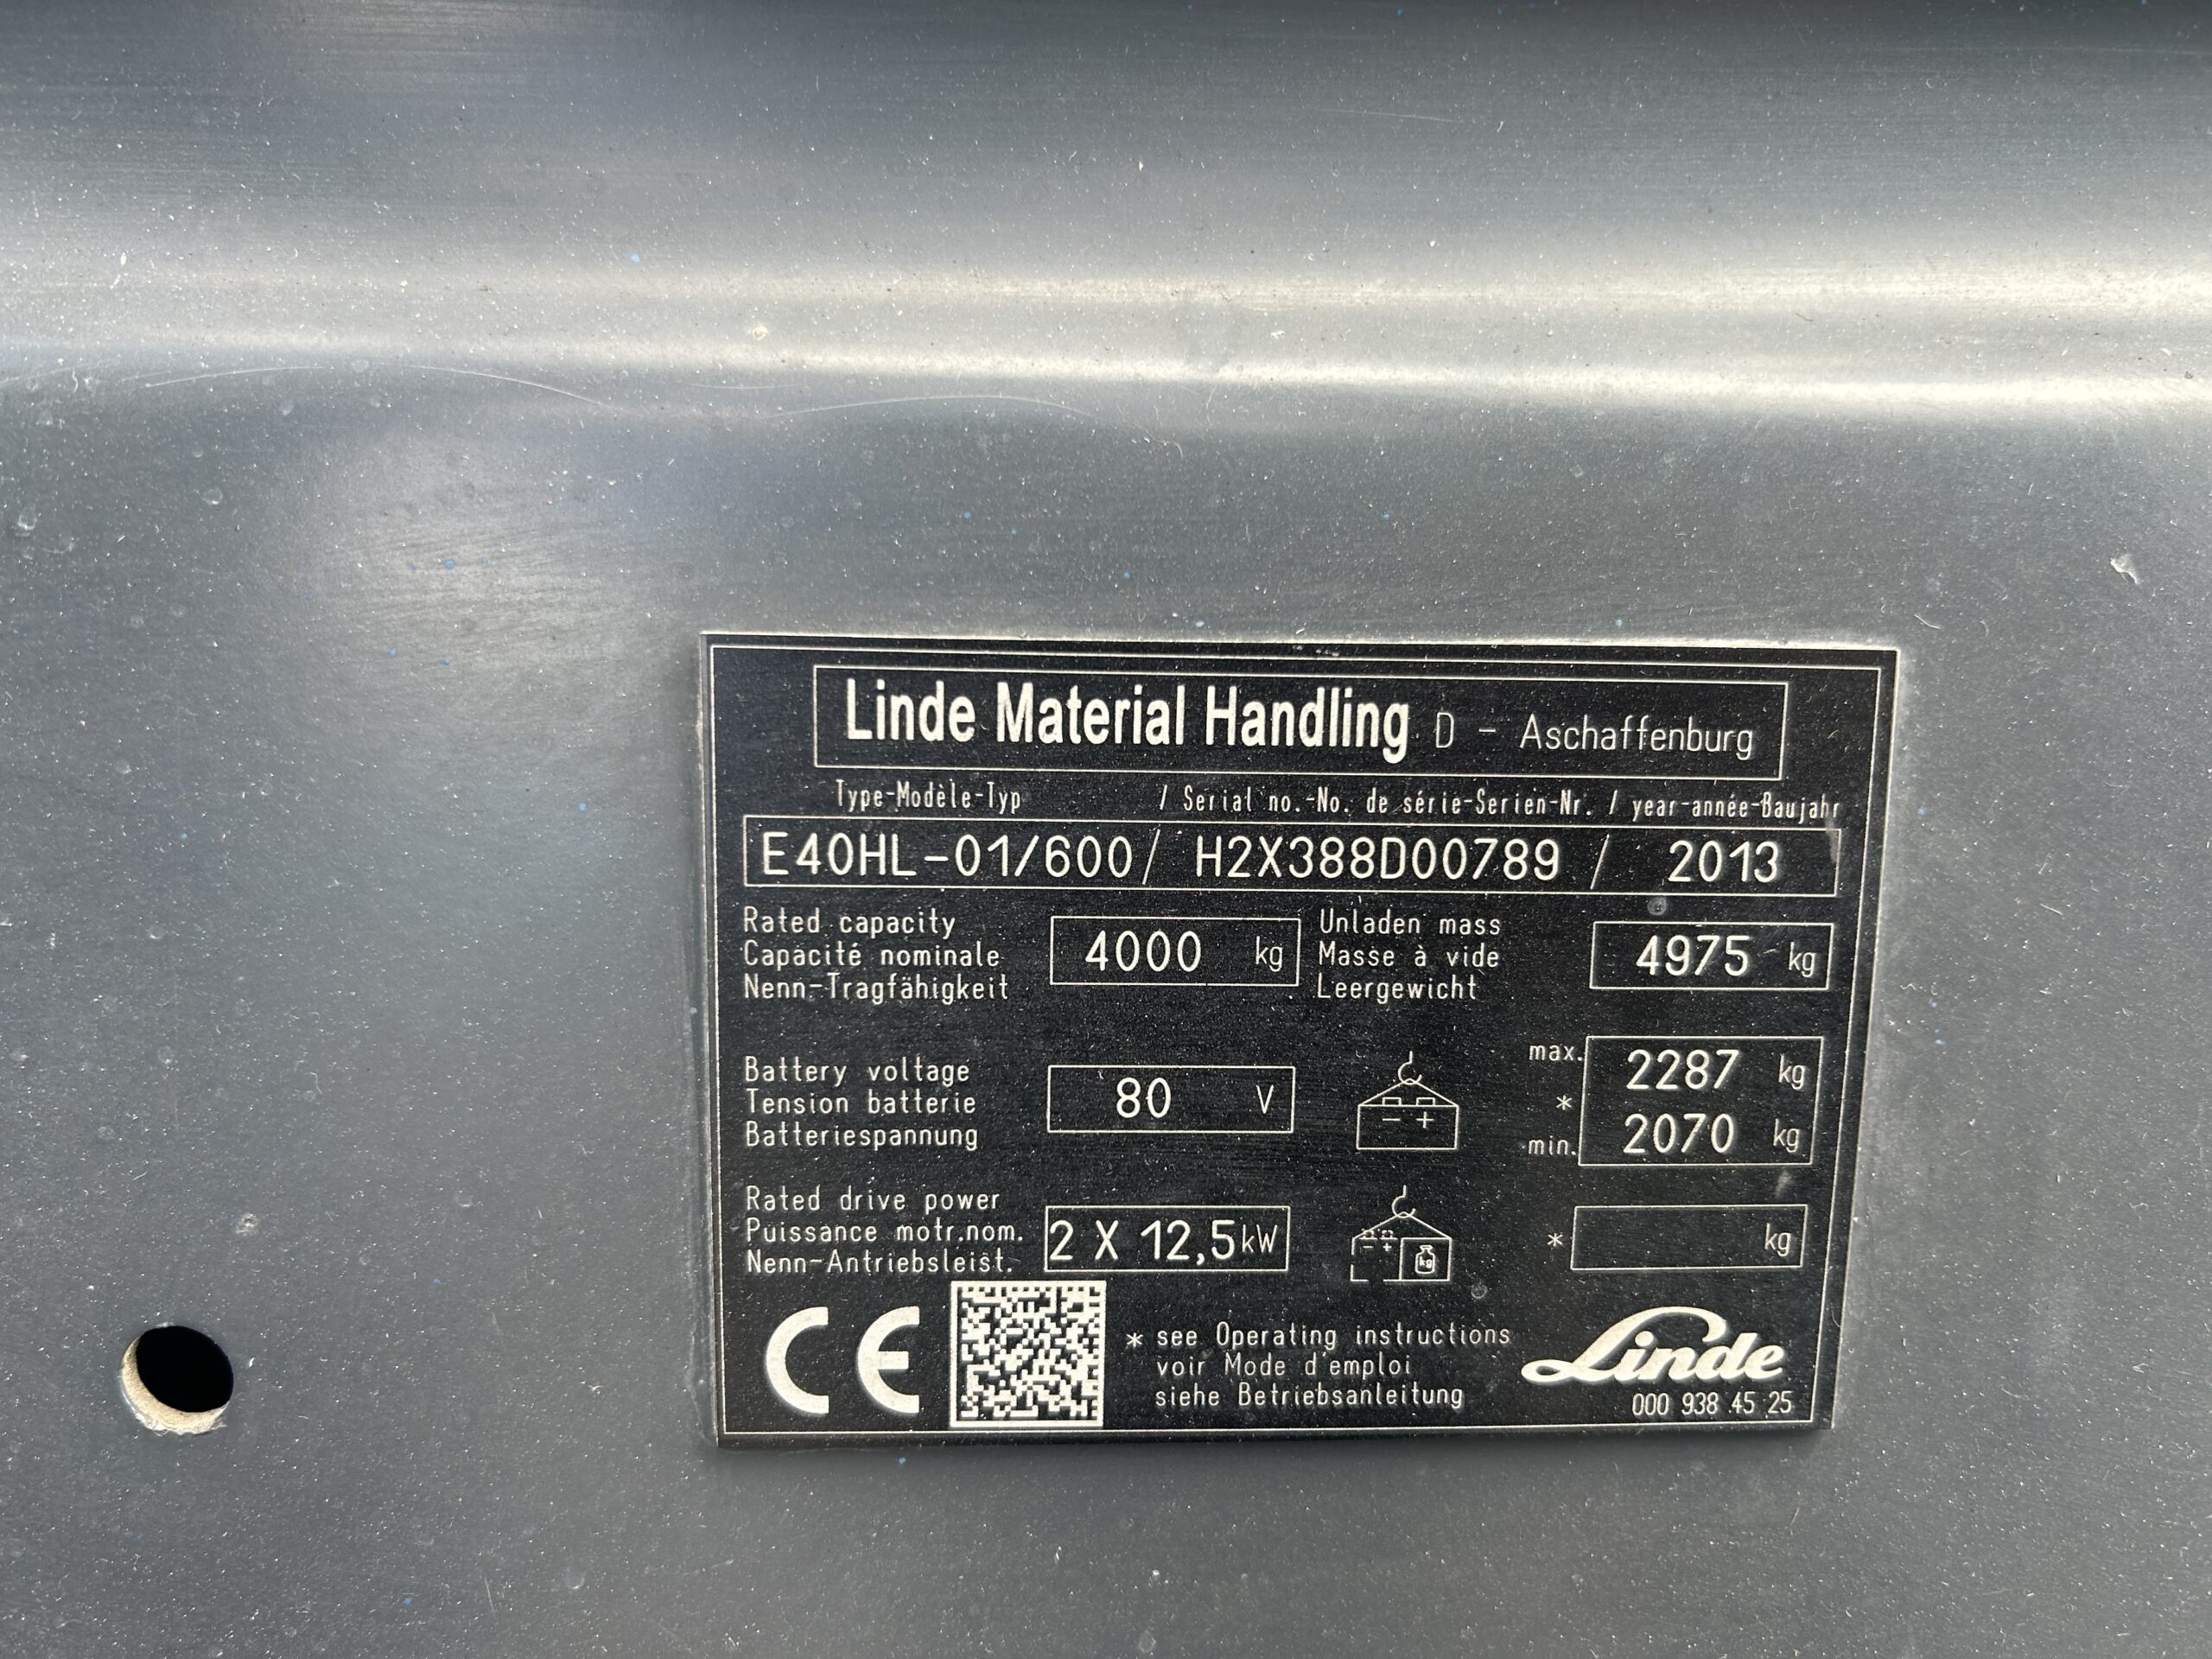 Linde Material Handling D - Aschaffenburg
Type-Modèle-Typ / Serial no.-No. de série-Serien-Nr. / year-année-Baujahr
E40HL-01/600/ H2X388D00789 / 2013
Rated capacity
Capacité nominale
Nenn-Tragfähigkeit
4000 kg
Unladen mass
Masse à vide
Leergewicht
4975 kg
Battery voltage
Tension batterie
Batteriespannung
80 V
- +
max. 2287 kg
*
min. 2070 kg
Rated drive power
Puissance motr.nom.
Nenn-Antriebsleist.
2 X 12,5 kW
- +
kg
* kg
CE
* see Operating instructions
voir Mode d'emploi
siehe Betriebsanleitung
Linde
000 938 45 25